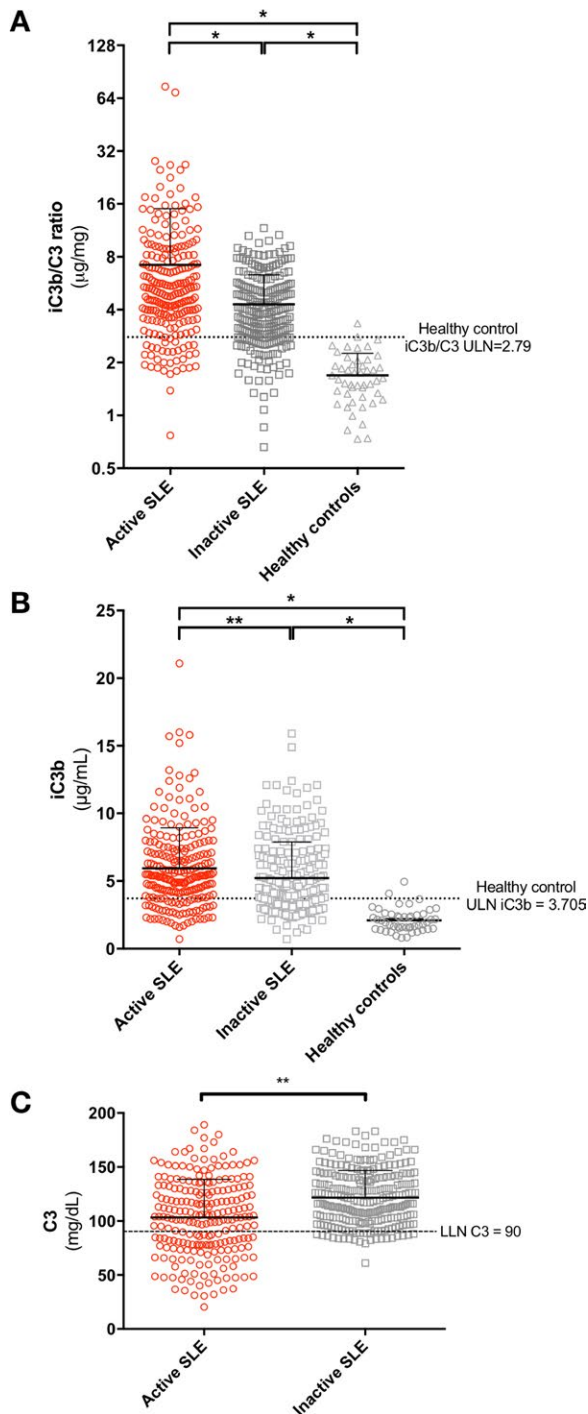 A
*
* *
128
64
32
16
8
4
2
1
0.5
iC3b/C3 ratio
(µg/mg)
Healthy control
iC3b/C3 ULN=2.79
Active SLE
Inactive SLE
Healthy controls
B
*
** *
25
20
15
10
5
0
iC3b
(µg/mL)
Healthy control
ULN iC3b = 3.705
Active SLE
Inactive SLE
Healthy controls
C
**
200
150
100
50
0
C3
(mg/dL)
LLN C3 = 90
Active SLE
Inactive SLE